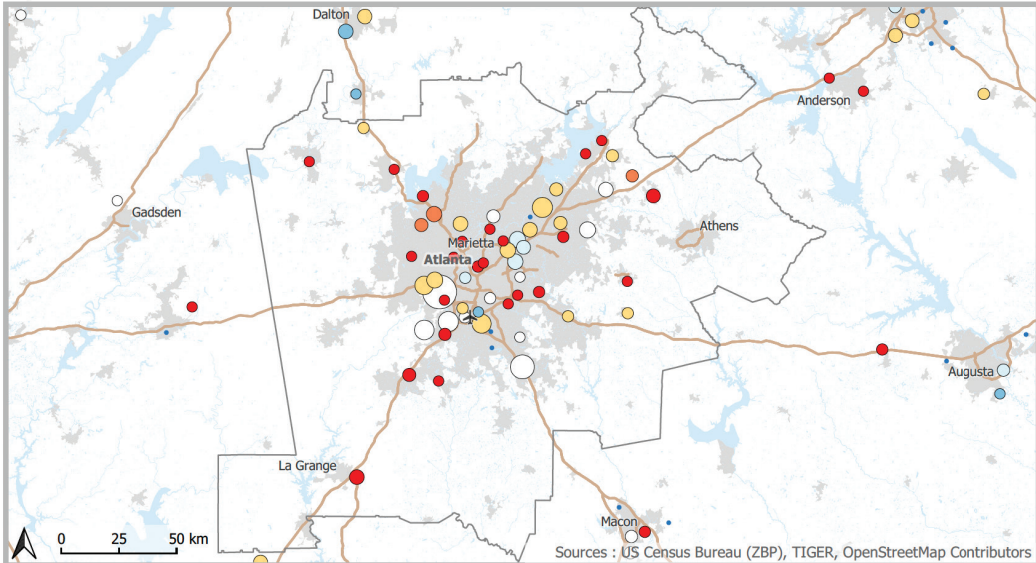 Dalton
Anderson
Gadsden
Athens
Marietta
Atlanta
Augusta
La Grange
Macon
0 25 50 km
Sources : US Census Bureau (ZBP), TIGER, OpenStreetMap Contributors